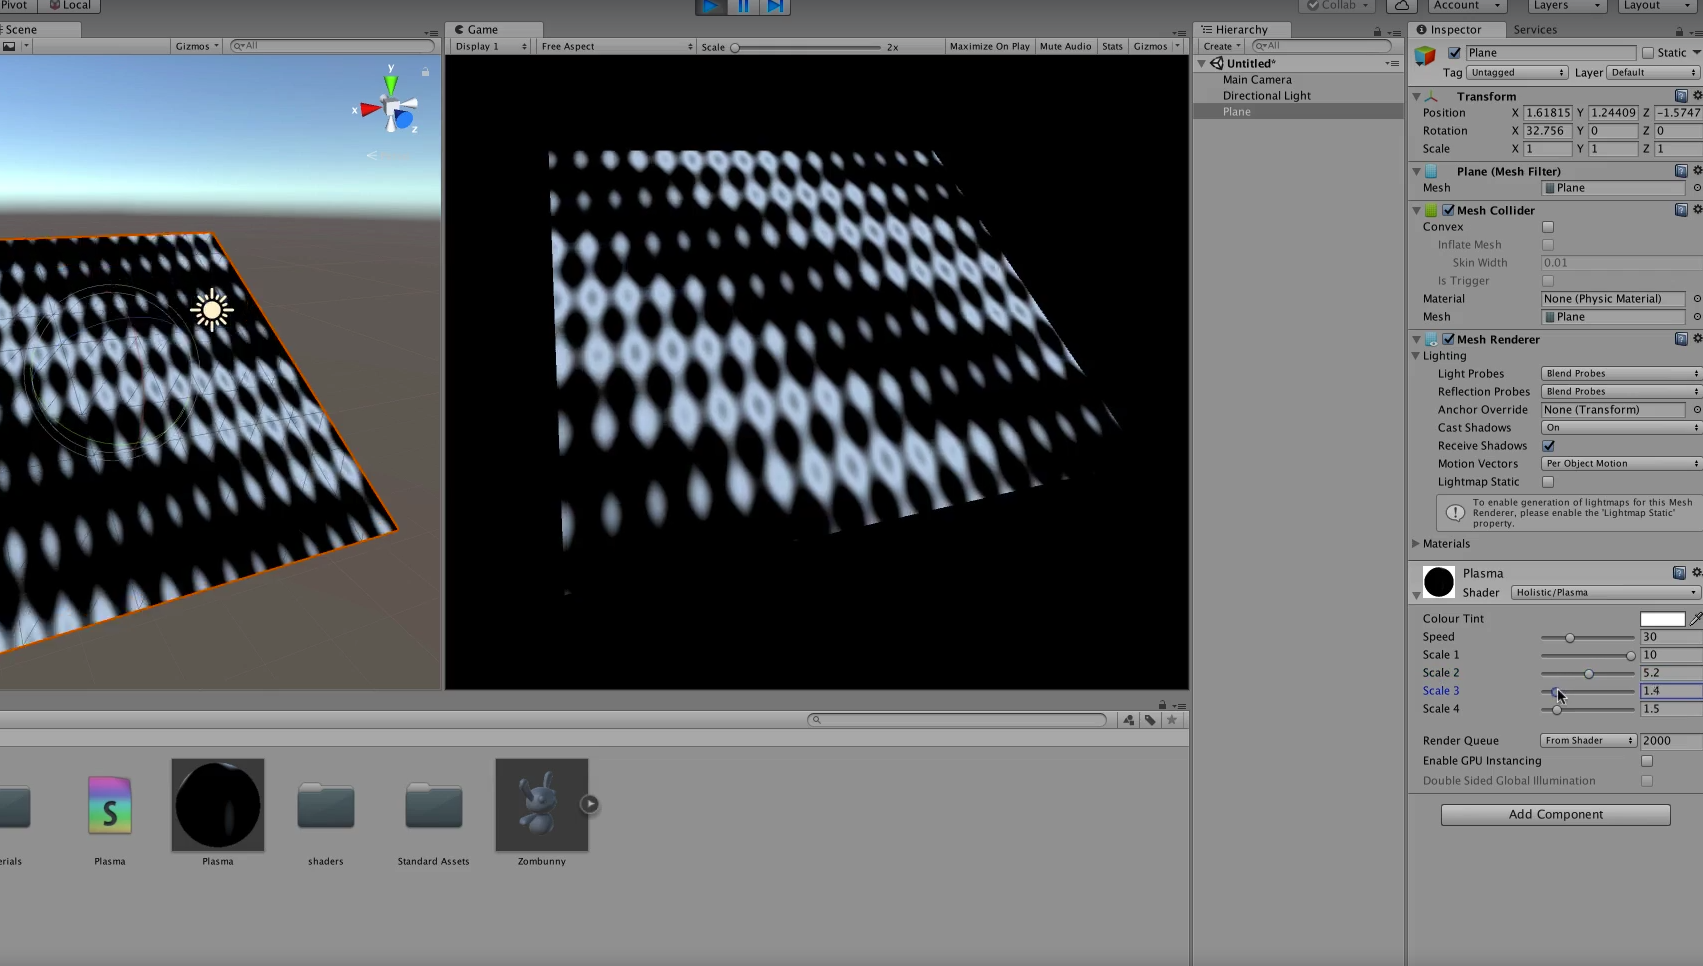 Pivot
Local
Collab
Account
Layers
Layout
Scene
Gizmos
All
y
x
z
Game
Display 1
Free Aspect
Scale
2x
Maximize On Play
Mute Audio
Stats
Gizmos
Hierarchy
Create
All
Untitled*
Main Camera
Directional Light
Plane
Inspector
Services
Plane
Static
Tag
Untagged
Layer
Default
Transform
Position X 1.61815 Y 1.24409 Z -1.5747
Rotation X 32.756 Y 0 Z 0
Scale X 1 Y 1 Z 1
Plane (Mesh Filter)
Mesh Plane
Mesh Collider
Convex
Inflate Mesh
Skin Width 0.01
Is Trigger
Material None (Physic Material)
Mesh Plane
Mesh Renderer
Lighting
Light Probes Blend Probes
Reflection Probes Blend Probes
Anchor Override None (Transform)
Cast Shadows On
Receive Shadows
Motion Vectors Per Object Motion
Lightmap Static
To enable generation of lightmaps for this Mesh
Renderer, please enable the 'Lightmap Static'
property.
Materials
Plasma
Shader Holistic/Plasma
Colour Tint
Speed 30
Scale 1 10
Scale 2 5.2
Scale 3 1.4
Scale 4 1.5
Render Queue From Shader 2000
Enable GPU Instancing
Double Sided Global Illumination
Add Component
erials
S
Plasma
Plasma
shaders
Standard Assets
Zombunny